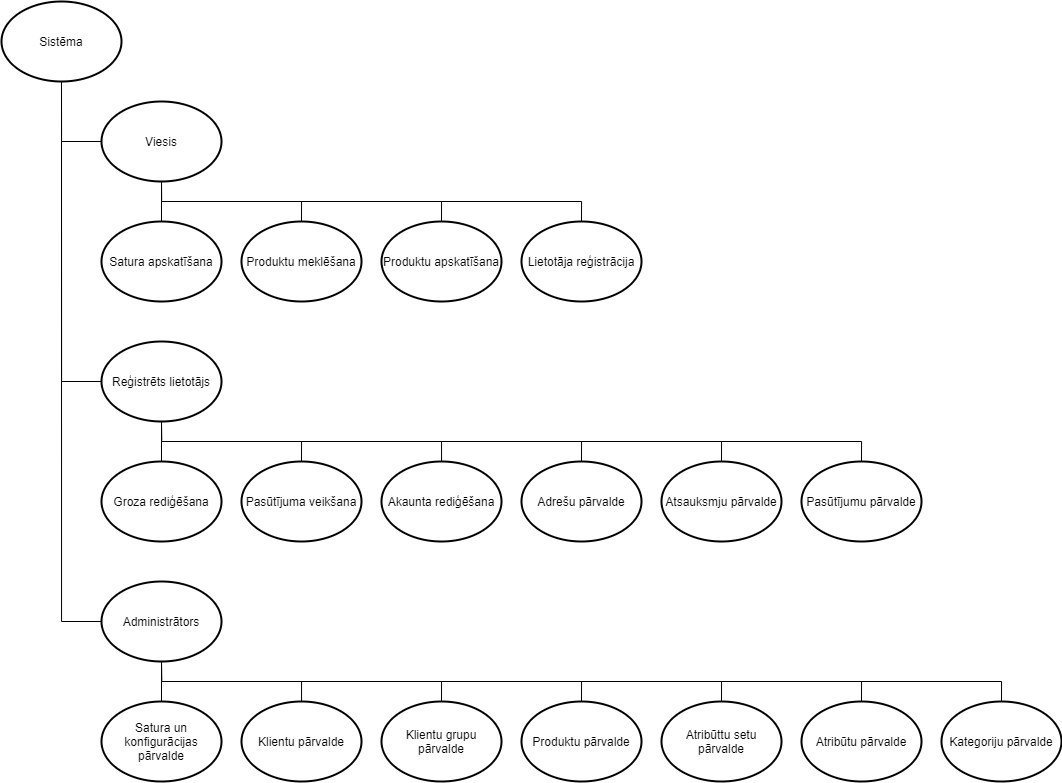 Sistēma
Viesis
Satura apskatīšana
Produktu meklēšana
Produktu apskatīšana
Lietotāja reģistrācija
Reģistrēts lietotājs
Groza rediģēšana
Pasūtījuma veikšana
Akaunta rediģēšana
Adrešu pārvalde
Atsauksmju pārvalde
Pasūtījumu pārvalde
Administrātors
Satura un
konfigurācijas
pārvalde
Klientu pārvalde
Klientu grupu
pārvalde
Produktu pārvalde
Atribūttu setu
pārvalde
Atribūtu pārvalde
Kategoriju pārvalde